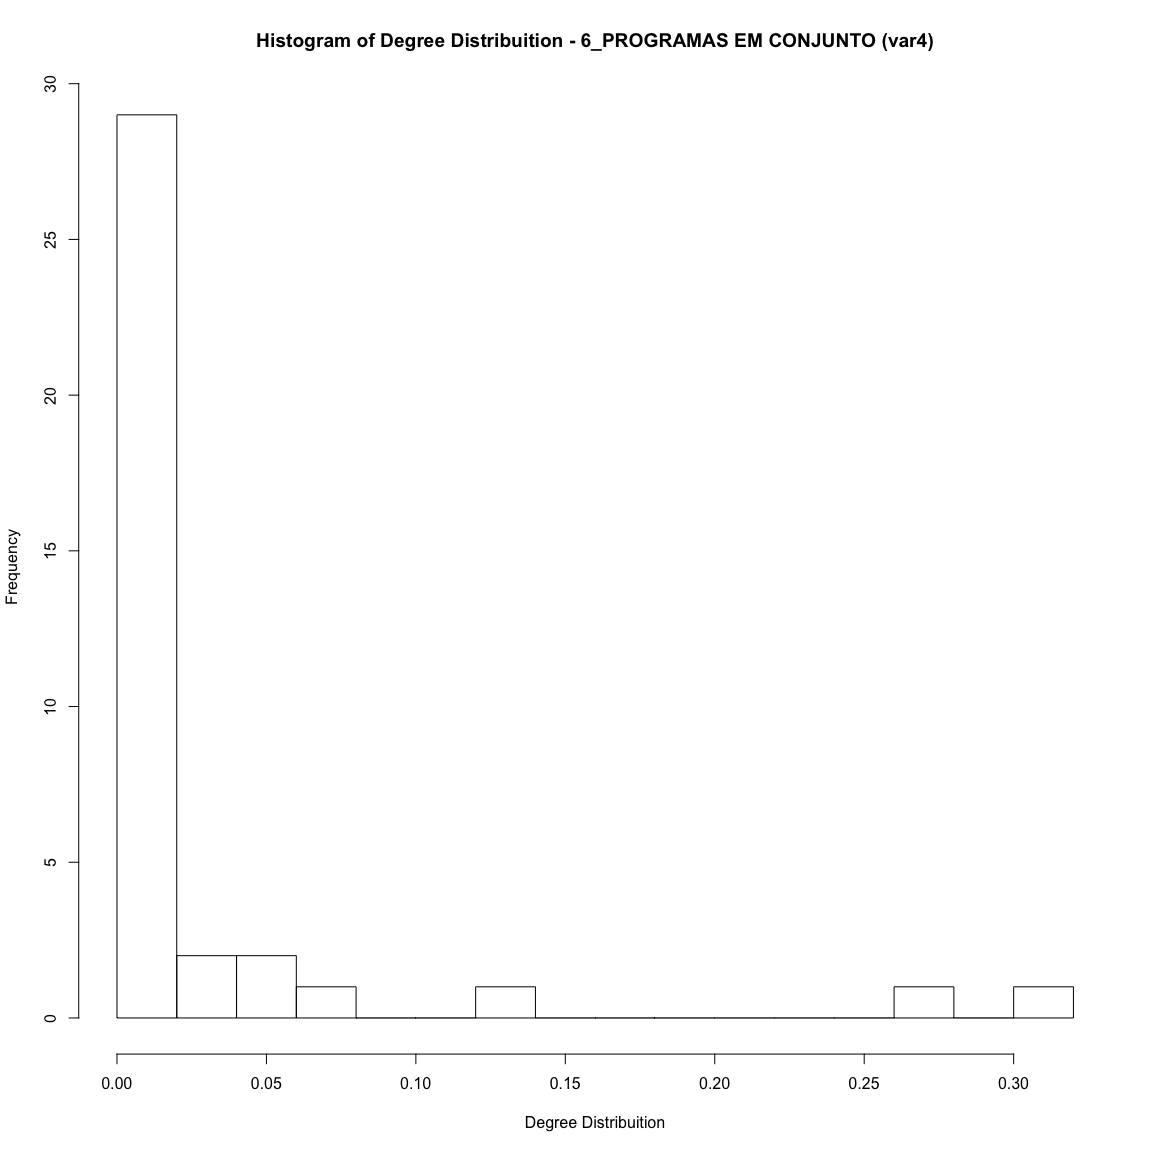 Histogram of Degree Distribuition - 6_PROGRAMAS EM CONJUNTO (var4)
Frequency
30
25
20
15
10
5
0
0.00 0.05 0.10 0.15 0.20 0.25 0.30
Degree Distribuition